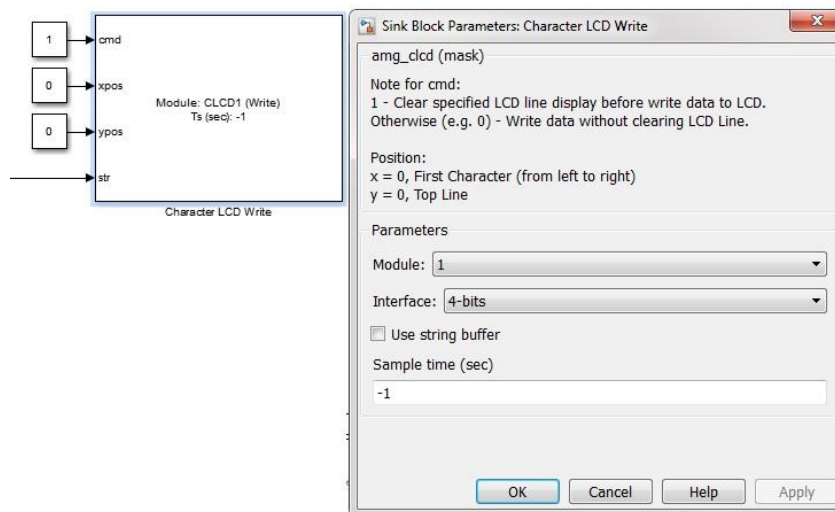 1
cmd
0
xpos
0
ypos
str
Module: CLCD1 (Write)
Ts (sec): -1
Character LCD Write
Sink Block Parameters: Character LCD Write
amg_clcd (mask)
Note for cmd:
1 - Clear specified LCD line display before write data to LCD.
Otherwise (e.g. 0) - Write data without clearing LCD Line.
Position:
x = 0, First Character (from left to right)
y = 0, Top Line
Parameters
Module: 1
Interface: 4-bits
Use string buffer
Sample time (sec)
-1
OK
Cancel
Help
Apply